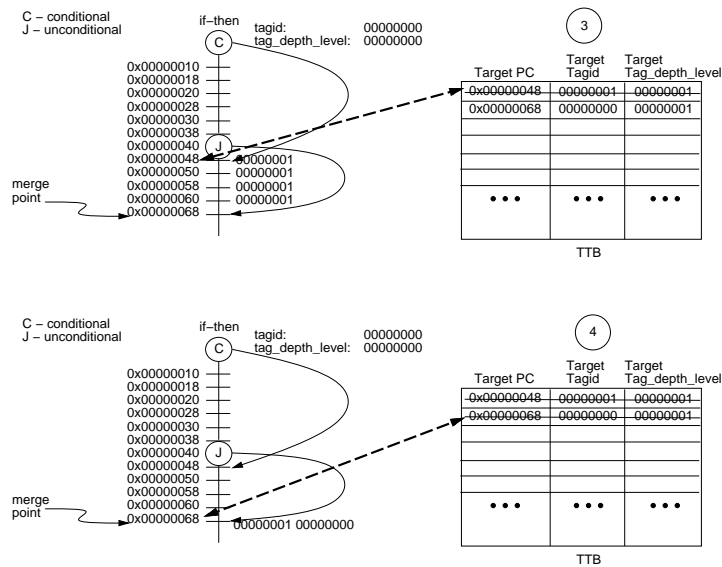 C – conditional
J – unconditional
if–then
tagid: 00000000
tag_depth_level: 00000000
C
3
0x00000010
0x00000018
0x00000020
0x00000028
0x00000030
0x00000038
0x00000040
J
0x00000048 00000001
0x00000050 00000001
0x00000058 00000001
0x00000060 00000001
0x00000068
merge
point
Target PC
Target
Tagid
Target
Tag_depth_level
0x00000048 00000001 00000001
0x00000068 00000000 00000001
• • • • • • • • •
TTB
C – conditional
J – unconditional
if–then
tagid: 00000000
tag_depth_level: 00000000
C
4
0x00000010
0x00000018
0x00000020
0x00000028
0x00000030
0x00000038
0x00000040
J
0x00000048
0x00000050
0x00000058
0x00000060
0x00000068
00000001 00000000
merge
point
Target PC
Target
Tagid
Target
Tag_depth_level
0x00000048 00000001 00000001
0x00000068 00000000 00000001
• • • • • • • • •
TTB